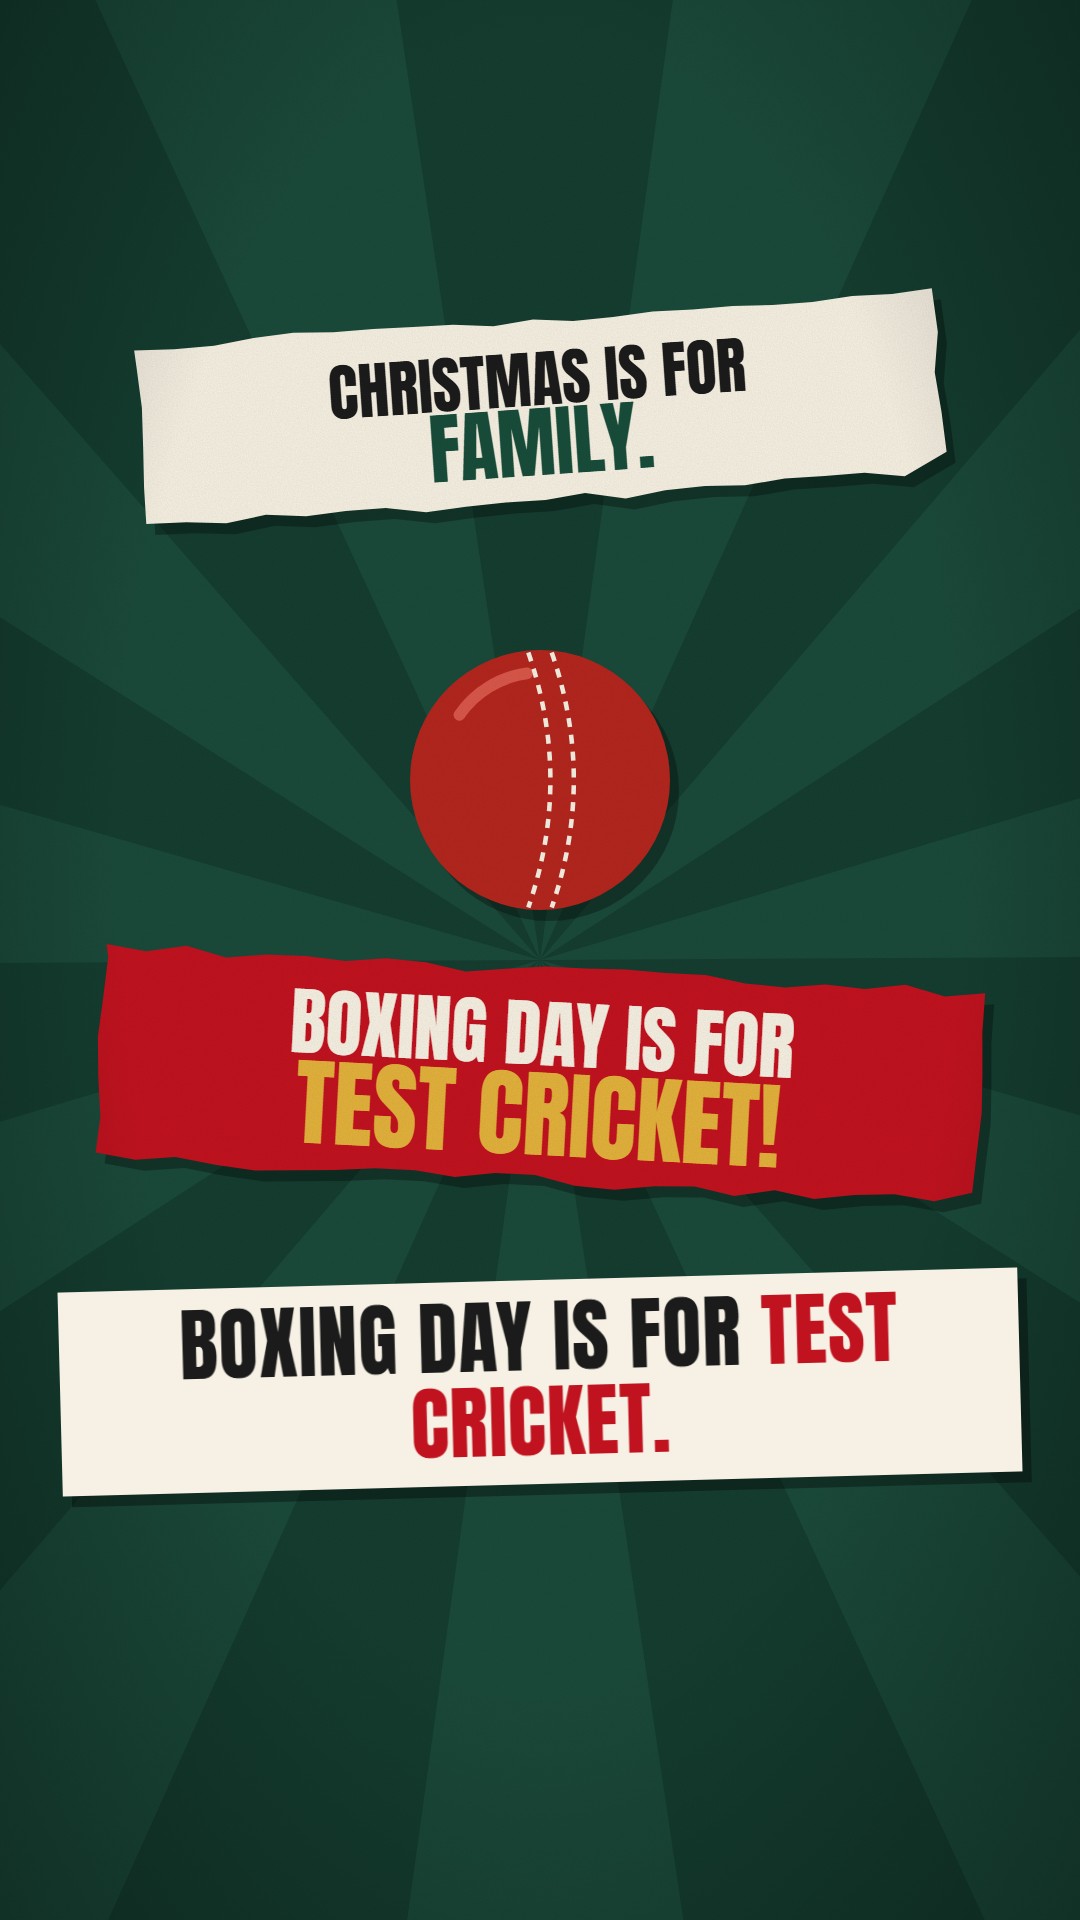 CHRISTMAS IS FOR
FAMILY.
BOXING DAY IS FOR
TEST CRICKET!
BOXING DAY IS FOR TEST
CRICKET.